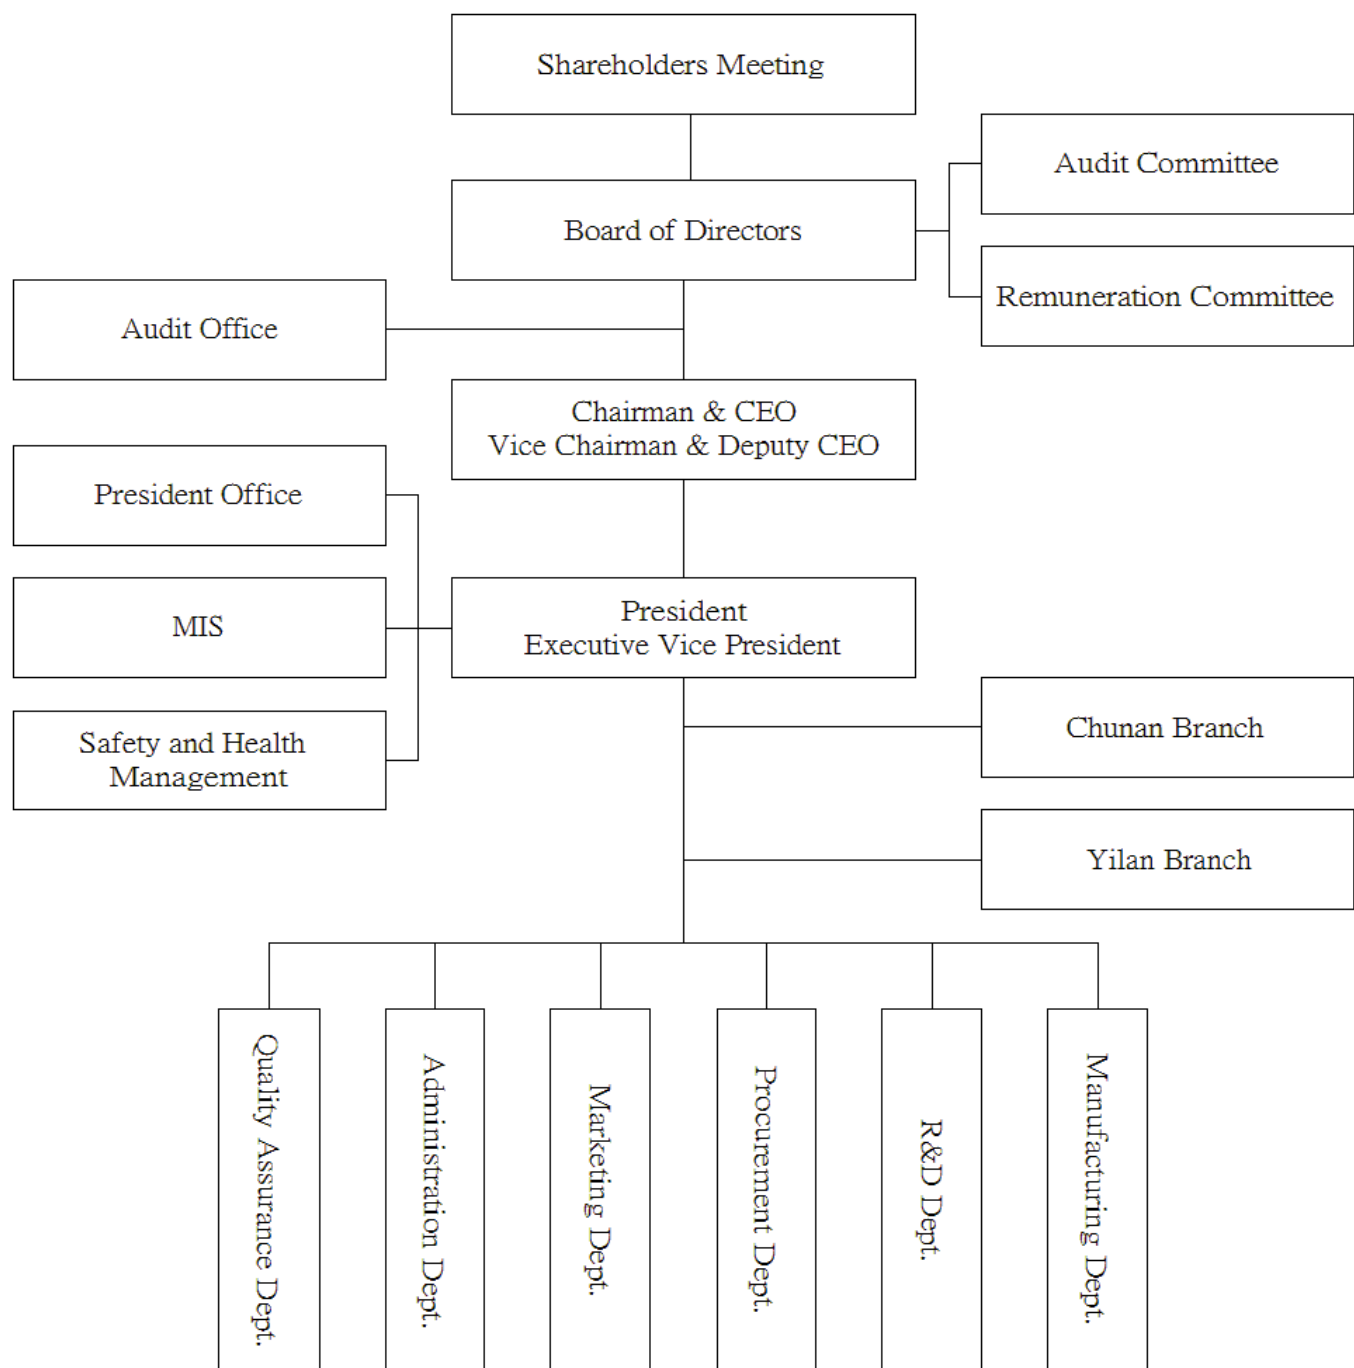 Shareholders Meeting
Audit Committee
Board of Directors
Remuneration Committee
Audit Office
Chairman & CEO
Vice Chairman & Deputy CEO
President Office
MIS
President
Executive Vice President
Safety and Health
Management
Chunan Branch
Yilan Branch
Quality Assurance Dept.
Administration Dept.
Marketing Dept.
Procurement Dept.
R&D Dept.
Manufacturing Dept.